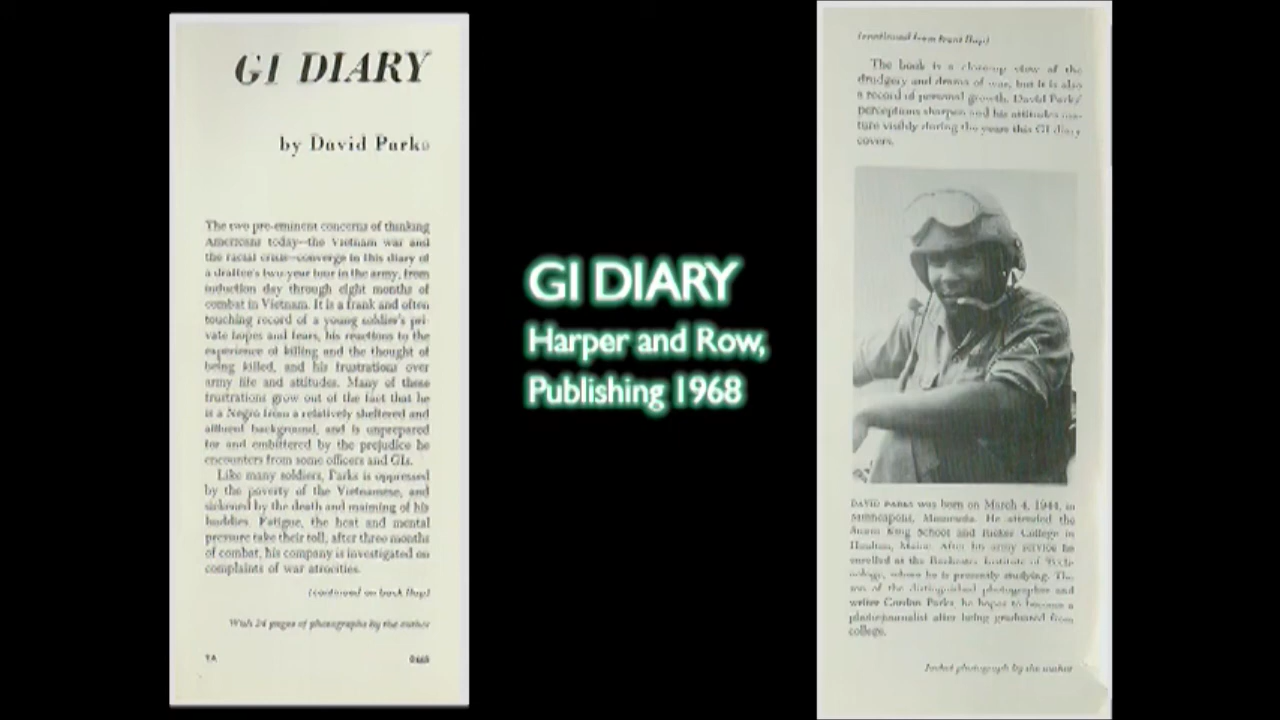 GI DIARY
by David Parks
The two pre-eminent concerns of thinking
Americans today—the Vietnam war and
the racial crisis—converge in this diary of
a draftee's two-year tour in the army, from
induction day through eight months of
combat in Vietnam. It is a frank and often
touching record of a young soldier's pri-
vate hopes and fears, his reactions to the
experience of killing and the thought of
being killed, and his frustrations over
army life and attitudes. Many of these
frustrations grow out of the fact that he
is a Negro from a relatively sheltered and
affluent background, and is unprepared
for and embittered by the prejudice he
encounters from some officers and GIs.
Like many soldiers, Parks is oppressed
by the poverty of the Vietnamese, and
sickened by the death and maiming of his
buddies. Fatigue, the heat and mental
pressure take their toll, after three months
of combat, his company is investigated on
complaints of war atrocities.
(continued on back flap)
With 24 pages of photographs by the author
TA
GI DIARY
Harper and Row,
Publishing 1968
(continued from front flap)
The book is a close-up view of the
drudgery and drama of war, but it is also
a record of personal growth. David Parks'
perceptions sharpen and his attitudes ma-
ture visibly during the years this GI diary
covers.
DAVID PARKS was born on March 4, 1944, in
Minneapolis, Minnesota. He attended the
School and Ricker College in
Houlton, Maine. After his army service he
enrolled at the Rochester Institute of Tech-
nology, where he is presently studying. The
son of the distinguished photographer and
writer Gordon Parks, he hopes to become a
photojournalist after being graduated from
college.
Jacket photograph by the author